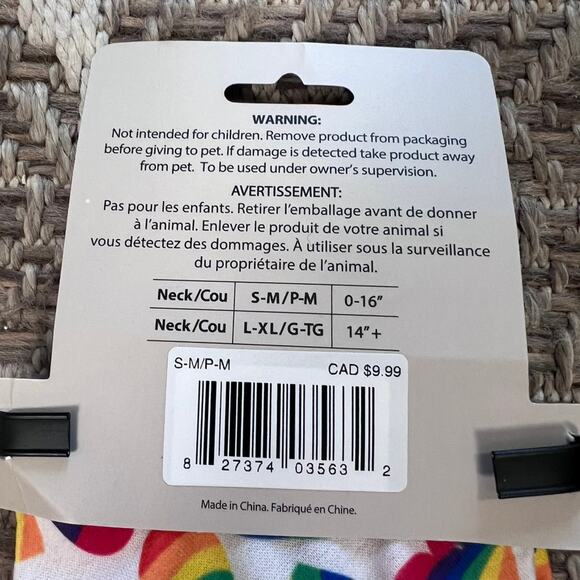 WARNING:
Not intended for children. Remove product from packaging
before giving to pet. If damage is detected take product away
from pet. To be used under owner's supervision.
AVERTISSEMENT:
Pas pour les enfants. Retirer l'emballage avant de donner
à l'animal. Enlever le produit de votre animal si
vous détectez des dommages. À utiliser sous la surveillance
du propriétaire de l'animal.
Neck/Cou S-M/P-M 0-16"
Neck/Cou L-XL/G-TG 14"+
S-M/P-M CAD $9.99
8 27374 03563 2
Made in China. Fabriqué en Chine.